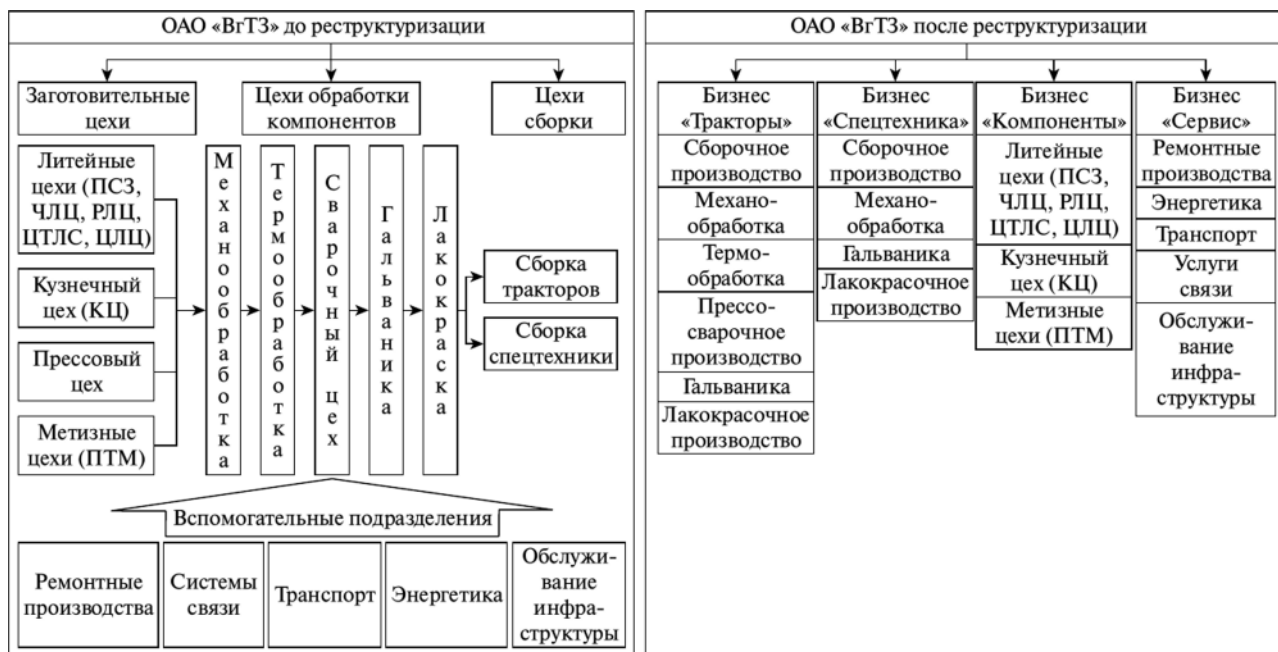 ОАО «ВгТЗ» до реструктуризации
Заготовительные
цехи
Цехи обработки
компонентов
Цехи
сборки
Литейные
цехи (ПСЗ,
ЧЛЦ, РЛЦ,
ЦТЛС, ЦЛЦ)
Кузнечный
цех (КЦ)
Прессовый
цех
Метизные
цехи (ПТМ)
Механообработка
Термообработка
Сварочный цех
Гальваника
Лакокраска
Сборка
тракторов
Сборка
спецтехники
Вспомогательные подразделения
Ремонтные
производства
Системы
связи
Транспорт
Энергетика
Обслужи-
вание
инфра-
структуры
ОАО «ВгТЗ» после реструктуризации
Бизнес
«Тракторы»
Сборочное
производство
Механо-
обработка
Термо-
обработка
Прессо-
сварочное
производство
Гальваника
Лакокрасочное
производство
Бизнес
«Спецтехника»
Сборочное
производство
Механо-
обработка
Гальваника
Лакокрасочное
производство
Бизнес
«Компоненты»
Литейные
цехи (ПСЗ,
ЧЛЦ, РЛЦ,
ЦТЛС, ЦЛЦ)
Кузнечный
цех (КЦ)
Метизные
цехи (ПТМ)
Бизнес
«Сервис»
Ремонтные
производства
Энергетика
Транспорт
Услуги
связи
Обслужи-
вание
инфра-
структуры